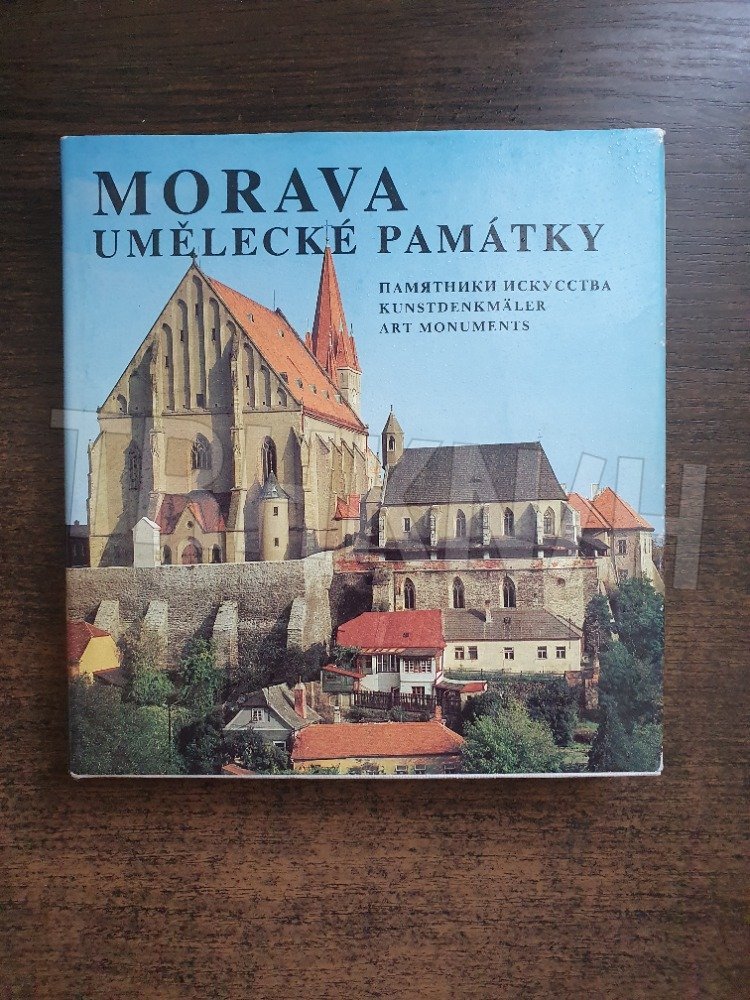 MORAVA
UMĚLECKÉ PAMÁTKY
ПАМЯТНИКИ ИСКУССТВА
KUNSTDENKMÄLER
ART MONUMENTS